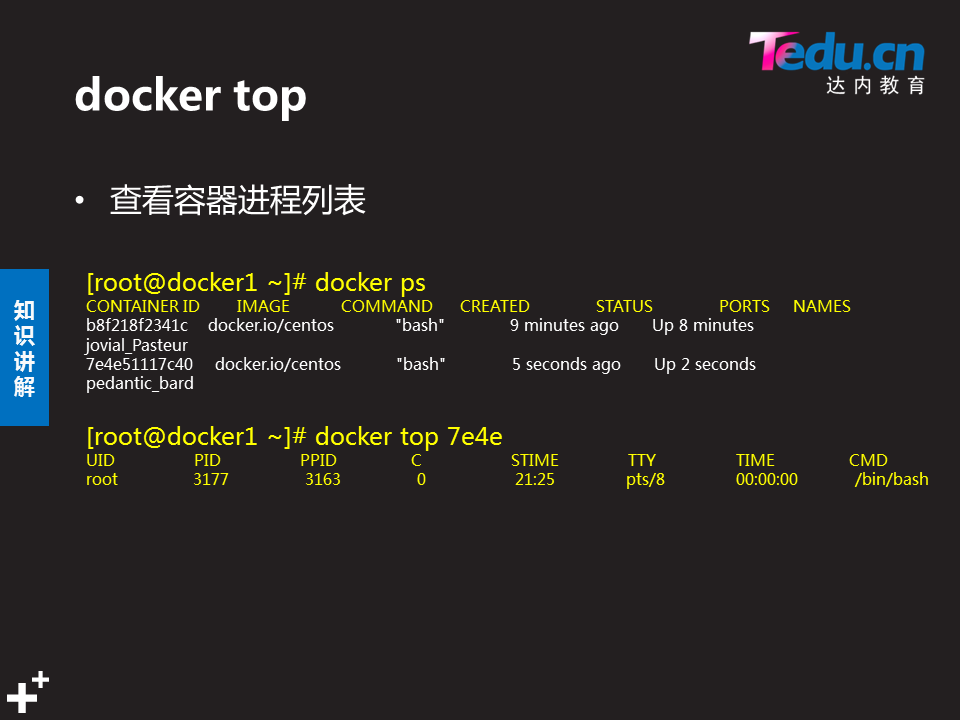 Tedu.cn
达内教育
docker top
• 查看容器进程列表
知识讲解
[root@docker1 ~]# docker ps
CONTAINER ID IMAGE COMMAND CREATED STATUS PORTS NAMES
b8f218f2341c docker.io/centos "bash" 9 minutes ago Up 8 minutes
jovial_Pasteur
7e4e51117c40 docker.io/centos "bash" 5 seconds ago Up 2 seconds
pedantic_bard
[root@docker1 ~]# docker top 7e4e
UID PID PPID C STIME TTY TIME CMD
root 3177 3163 0 21:25 pts/8 00:00:00 /bin/bash